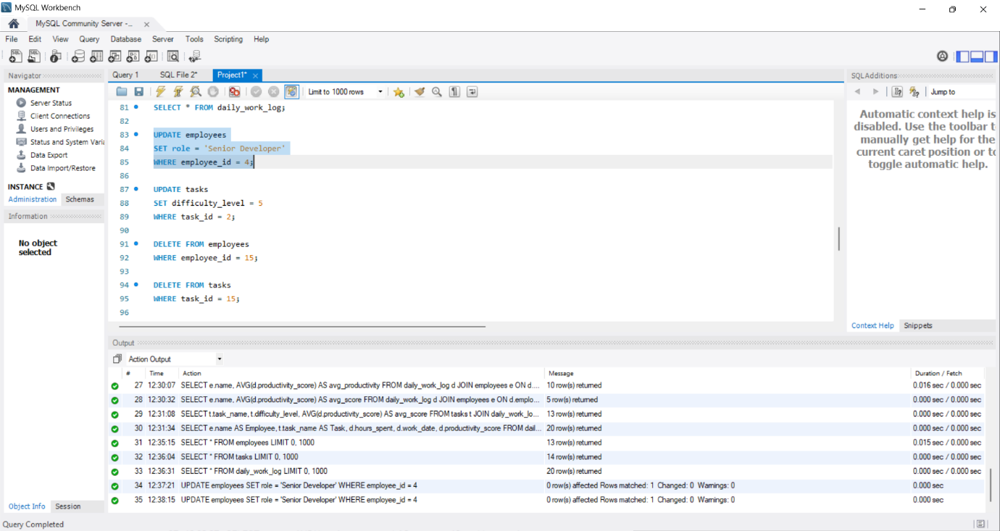 MySQL Workbench
MySQL Community Server -...
File Edit View Query Database Server Tools Scripting Help
Navigator
MANAGEMENT
Server Status
Client Connections
Users and Privileges
Status and System Varia
Data Export
Data Import/Restore
INSTANCE
Administration Schemas
Information
No object
selected
Object Info Session
Query 1 SQL File 2* Project1*
Limit to 1000 rows
81 SELECT * FROM daily_work_log;
82
83 UPDATE employees
84 SET role = 'Senior Developer'
85 WHERE employee_id = 4;
86
87 UPDATE tasks
88 SET difficulty_level = 5
89 WHERE task_id = 2;
90
91 DELETE FROM employees
92 WHERE employee_id = 15;
93
94 DELETE FROM tasks
95 WHERE task_id = 15;
96
SQLAdditions
Jump to
Automatic context help is
disabled. Use the toolbar t
manually get help for the
current caret position or to
toggle automatic help.
Context Help Snippets
Output
Action Output
# Time Action Message Duration / Fetch
27 12:30:07 SELECT e.name, AVG(d.productivity_score) AS avg_productivity FROM daily_work_log d JOIN employees e ON d.... 10 row(s) returned 0.016 sec / 0.000 sec
28 12:30:32 SELECT e.name, AVG(d.productivity_score) AS avg_score FROM daily_work_log d JOIN employees e ON d.emplo... 5 row(s) returned 0.000 sec / 0.000 sec
29 12:31:08 SELECT t.task_name, t.difficulty_level, AVG(d.productivity_score) AS avg_score FROM tasks t JOIN daily_work_lo... 13 row(s) returned 0.000 sec / 0.000 sec
30 12:31:34 SELECT e.name AS Employee, t.task_name AS Task, d.hours_spent, d.work_date, d.productivity_score FROM dail... 20 row(s) returned 0.000 sec / 0.000 sec
31 12:35:15 SELECT * FROM employees LIMIT 0, 1000 13 row(s) returned 0.015 sec / 0.000 sec
32 12:36:04 SELECT * FROM tasks LIMIT 0, 1000 14 row(s) returned 0.000 sec / 0.000 sec
33 12:36:31 SELECT * FROM daily_work_log LIMIT 0, 1000 20 row(s) returned 0.000 sec / 0.000 sec
34 12:37:21 UPDATE employees SET role = 'Senior Developer' WHERE employee_id = 4 0 row(s) affected Rows matched: 1 Changed: 0 Warnings: 0 0.000 sec
35 12:38:15 UPDATE employees SET role = 'Senior Developer' WHERE employee_id = 4 0 row(s) affected Rows matched: 1 Changed: 0 Warnings: 0 0.000 sec
Query Completed